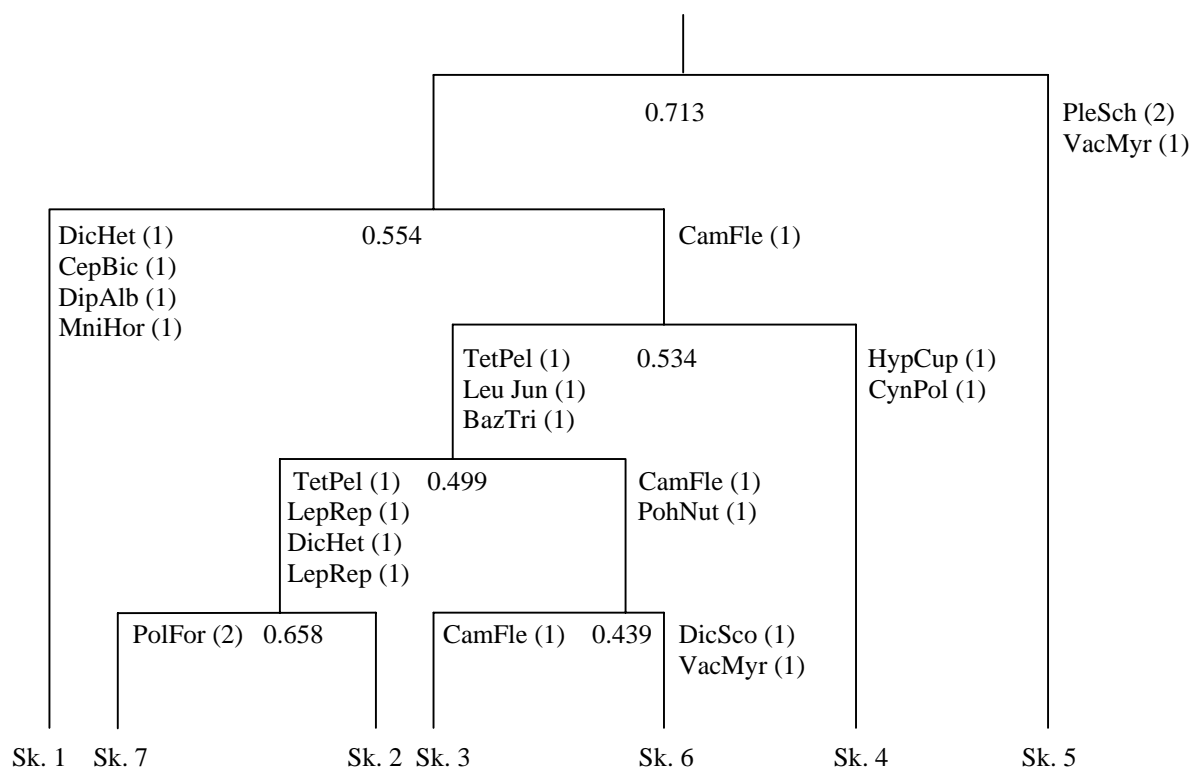 0.713 PleSch (2)
VacMyr (1)
DicHet (1) 0.554 CamFle (1)
CepBic (1)
DipAlb (1)
MniHor (1)
TetPel (1) 0.534 HypCup (1)
Leu Jun (1) CynPol (1)
BazTri (1)
TetPel (1) 0.499 CamFle (1)
LepRep (1) PohNut (1)
DicHet (1)
LepRep (1)
PolFor (2) 0.658 CamFle (1) 0.439 DicSco (1)
VacMyr (1)
Sk. 1 Sk. 7 Sk. 2 Sk. 3 Sk. 6 Sk. 4 Sk. 5